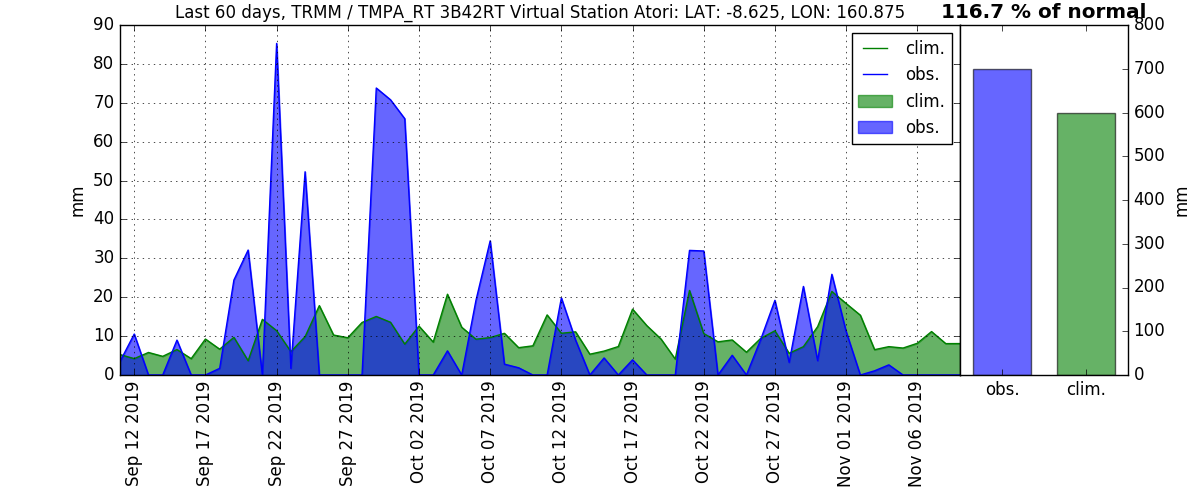 Last 60 days, TRMM / TMPA_RT 3B42RT Virtual Station Atori: LAT: -8.625, LON: 160.875
116.7 % of normal
90
80
70
60
50
40
30
20
10
0
mm
clim.
obs.
clim.
obs.
800
700
600
500
400
300
200
100
0
mm
obs.
clim.
Sep 12 2019
Sep 17 2019
Sep 22 2019
Sep 27 2019
Oct 02 2019
Oct 07 2019
Oct 12 2019
Oct 17 2019
Oct 22 2019
Oct 27 2019
Nov 01 2019
Nov 06 2019